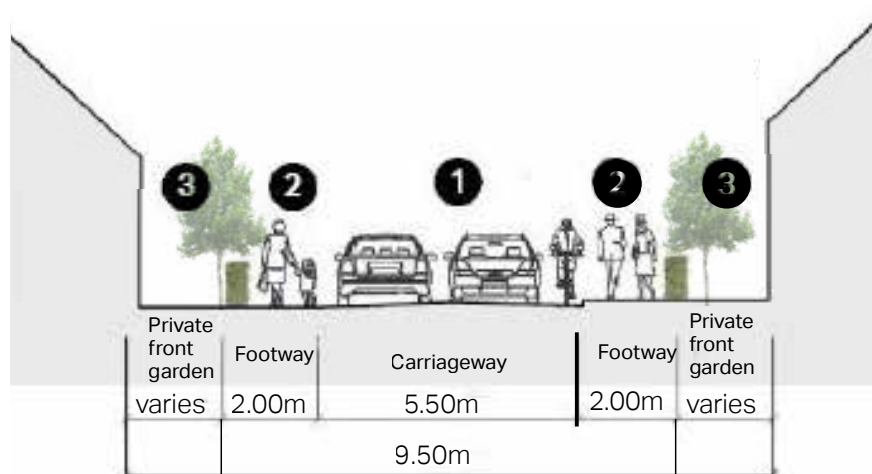 3
2
1
2
3
Private
front
garden
Footway
Carriageway
Footway
Private
front
garden
varies
2.00m
5.50m
2.00m
varies
9.50m